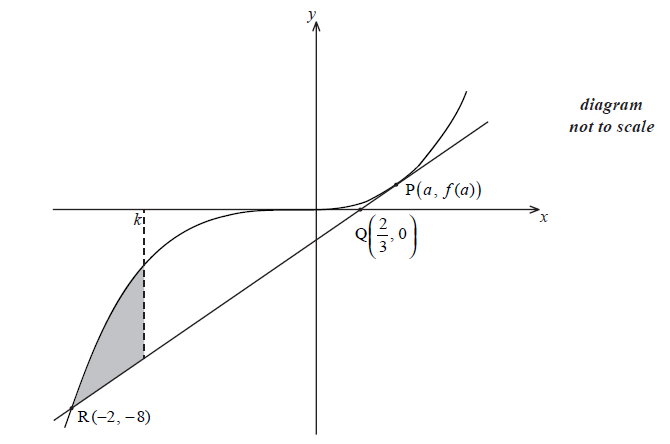 y
diagram
not to scale
P(a, f(a))
k
x
Q(2/3, 0)
R(−2, −8)